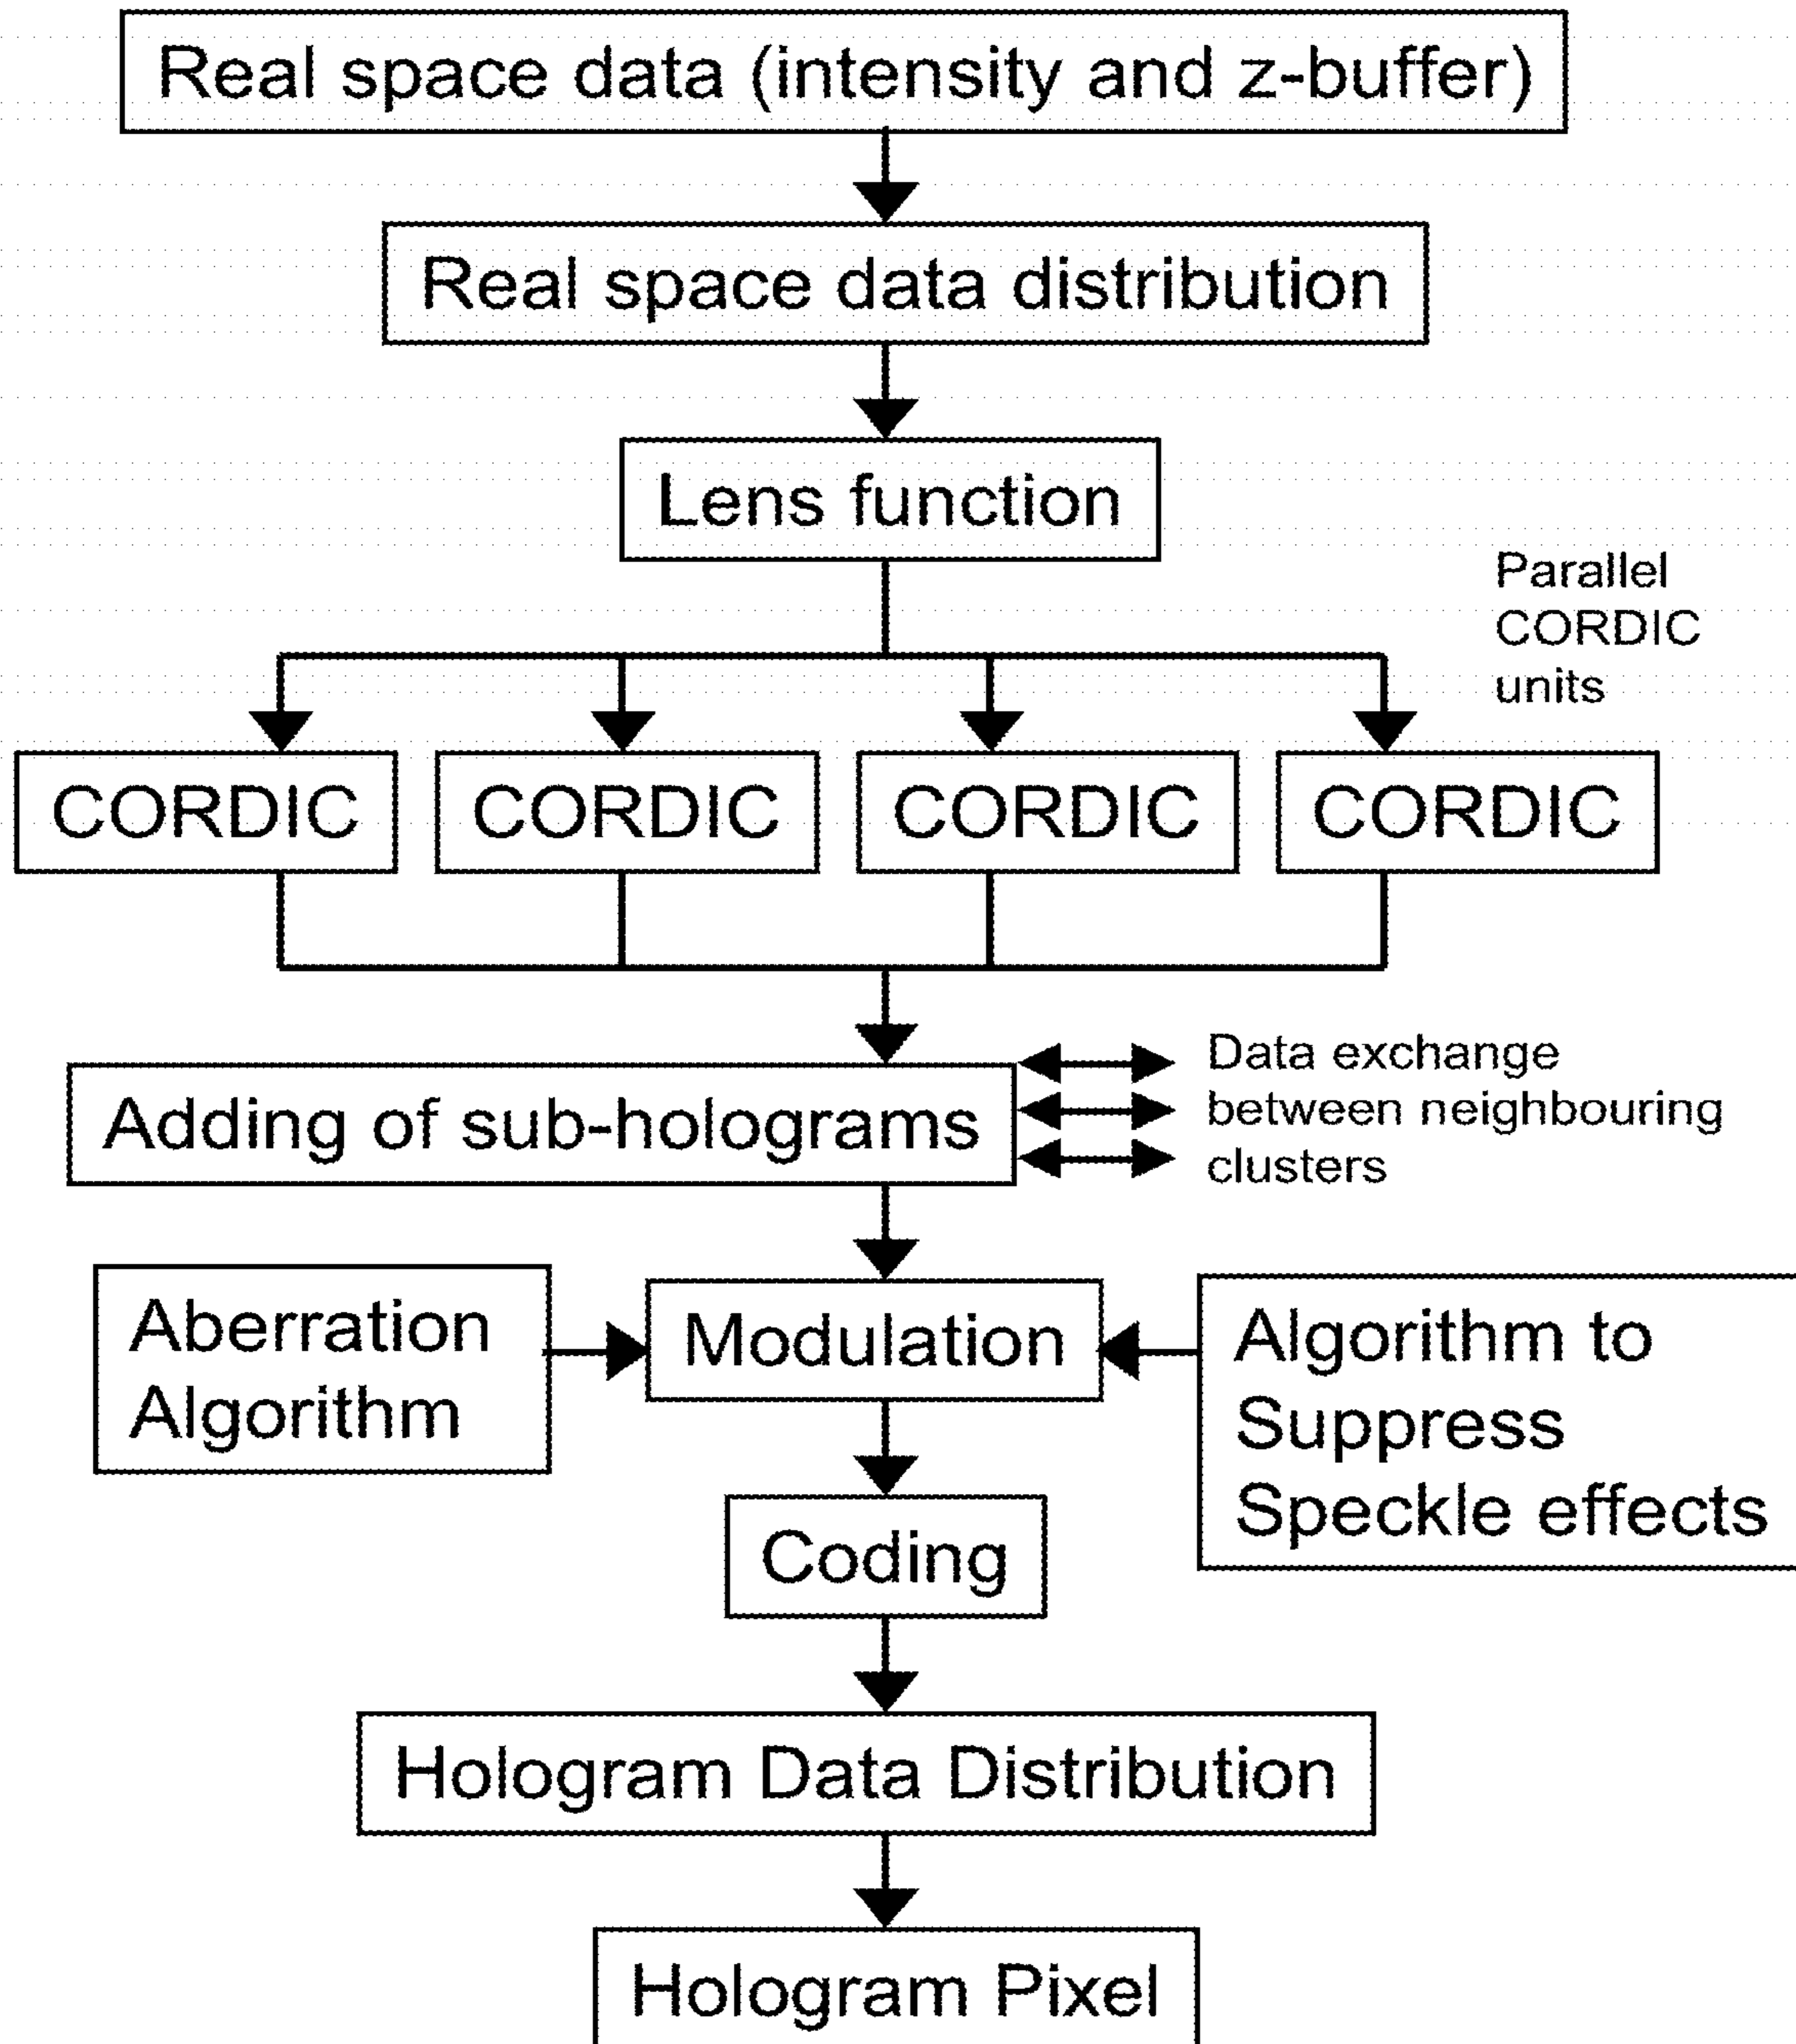 Real space data (intensity and z-buffer)
Real space data distribution
Lens function
Parallel
CORDIC
units
CORDIC
CORDIC
CORDIC
CORDIC
Adding of sub-holograms
Data exchange
between neighbouring
clusters
Aberration
Algorithm
Modulation
Algorithm to
Suppress
Speckle effects
Coding
Hologram Data Distribution
Hologram Pixel